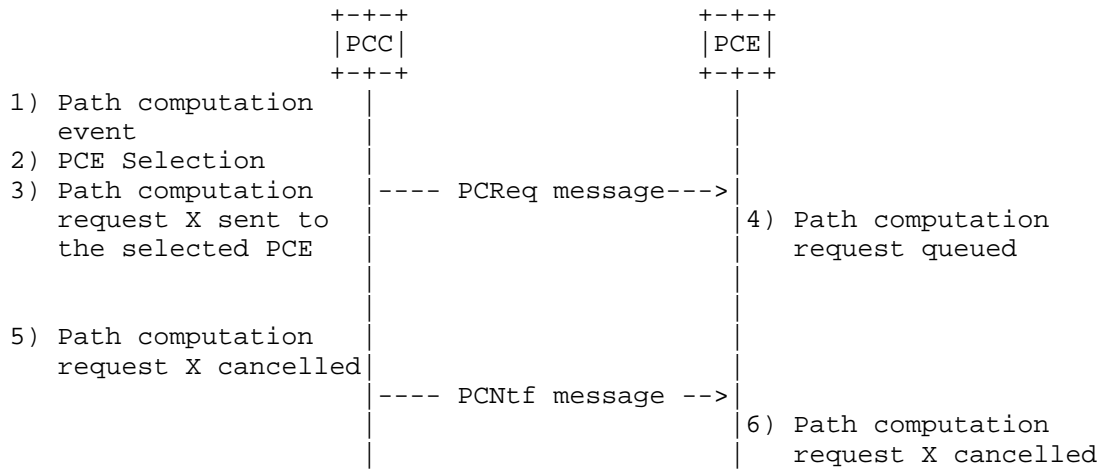 +-+-+                 +-+-+
|PCC|                 |PCE|
+-+-+                 +-+-+
1) Path computation   |                      |
event              |                      |
2) PCE Selection      |                      |
3) Path computation   |---- PCReq message--->|
request X sent to  |                      |4) Path computation
the selected PCE   |                      |   request queued
|                      |
|                      |
5) Path computation   |                      |
request X cancelled|                      |
|---- PCNtf message -->|
|                      |6) Path computation
|                      |   request X cancelled